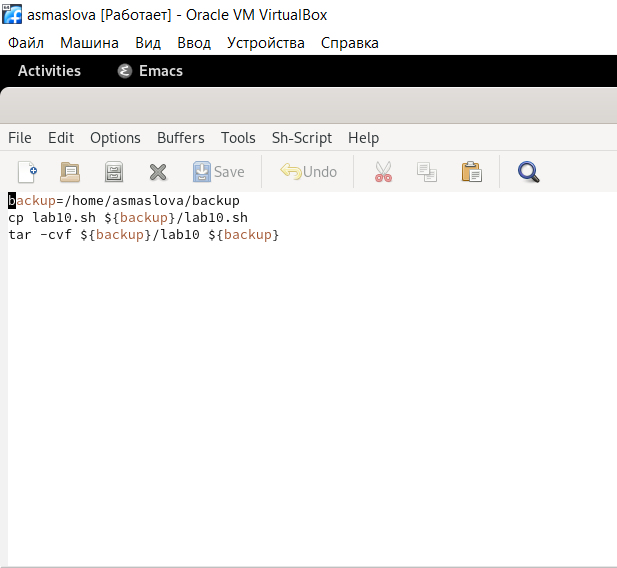 asmaslova [Работает] - Oracle VM VirtualBox
Файл Машина Вид Ввод Устройства Справка
Activities Emacs
File Edit Options Buffers Tools Sh-Script Help
Save Undo
backup=/home/asmaslova/backup
cp lab10.sh ${backup}/lab10.sh
tar -cvf ${backup}/lab10 ${backup}